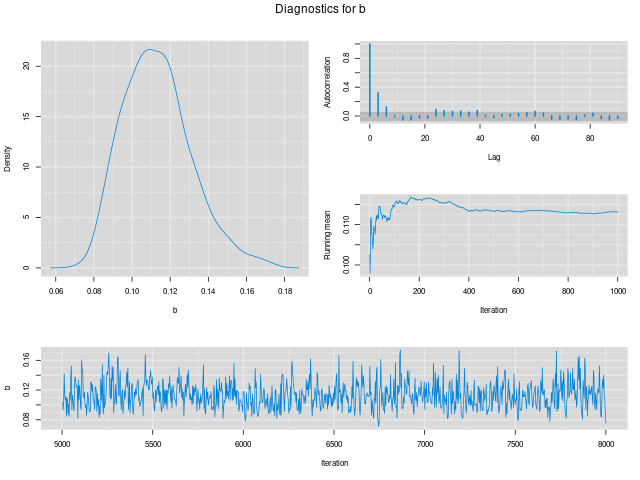 Diagnostics for b
Density
0 5 10 15 20
0.06 0.08 0.10 0.12 0.14 0.16 0.18
b
Autocorrelation
0.0 0.4 0.8
0 20 40 60 80
Lag
Running mean
0.100 0.110
0 200 400 600 800 1000
Iteration
b
0.08 0.12 0.16
5000 5500 6000 6500 7000 7500 8000
Iteration